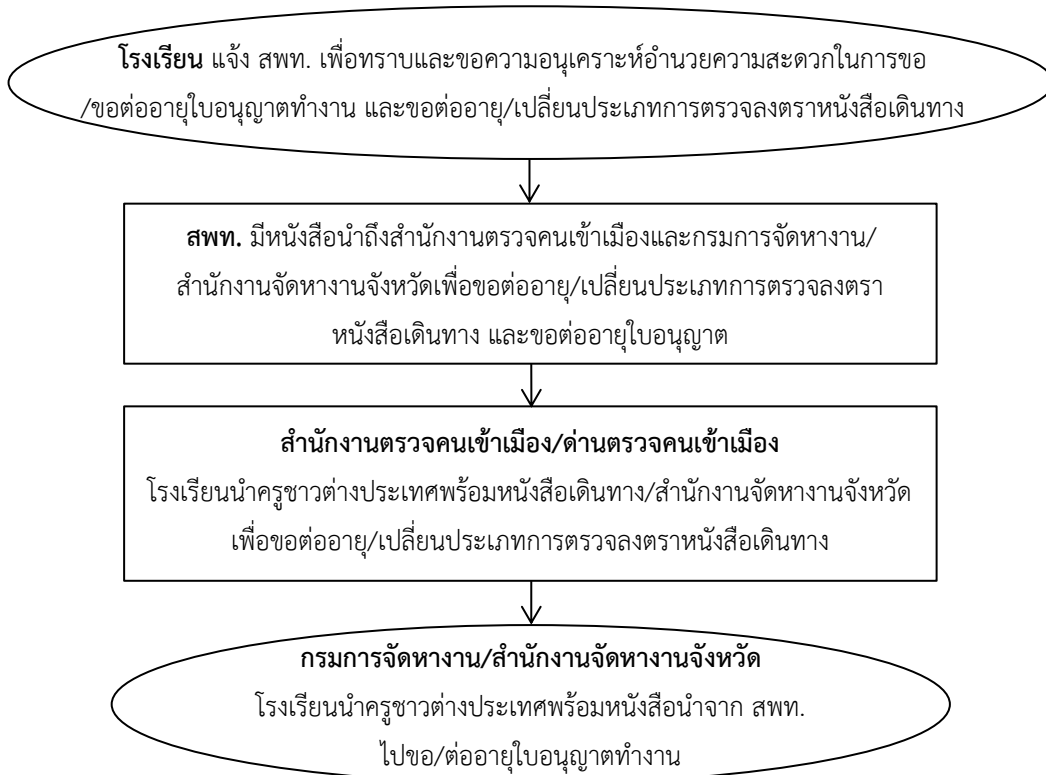 โรงเรียน แจ้ง สพท. เพื่อทราบและขอความอนุเคราะห์อำนวยความสะดวกในการขอ
/ขอต่ออายุใบอนุญาตทำงาน และขอต่ออายุ/เปลี่ยนประเภทการตรวจลงตราหนังสือเดินทาง
สพท. มีหนังสือนำถึงสำนักงานตรวจคนเข้าเมืองและกรมการจัดหางาน/
สำนักงานจัดหางานจังหวัดเพื่อขอต่ออายุ/เปลี่ยนประเภทการตรวจลงตรา
หนังสือเดินทาง และขอต่ออายุใบอนุญาต
สำนักงานตรวจคนเข้าเมือง/ด่านตรวจคนเข้าเมือง
โรงเรียนนำครูชาวต่างประเทศพร้อมหนังสือเดินทาง/สำนักงานจัดหางานจังหวัด
เพื่อขอต่ออายุ/เปลี่ยนประเภทการตรวจลงตราหนังสือเดินทาง
กรมการจัดหางาน/สำนักงานจัดหางานจังหวัด
โรงเรียนนำครูชาวต่างประเทศพร้อมหนังสือนำจาก สพท.
ไปขอ/ต่ออายุใบอนุญาตทำงาน